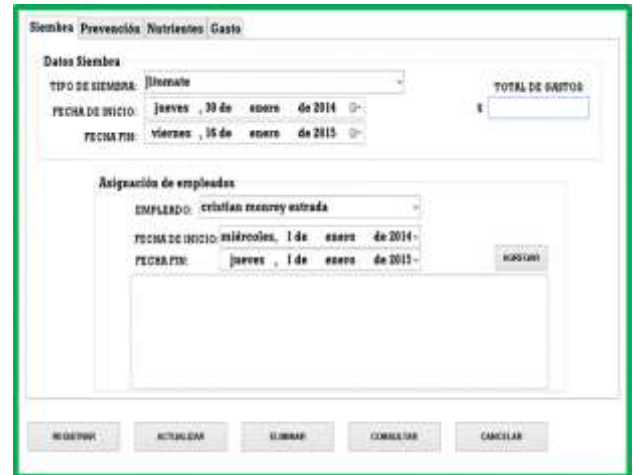 Siembra Prevención Nutrientes Gasto
Datos Siembra
TIPO DE SIEMBRA: Jitomate
TOTAL DE GASTOS
FECHA DE INICIO: jueves , 30 de enero de 2014
$
FECHA FIN: viernes , 16 de enero de 2015
Asignación de empleados
EMPLEADO: cristian monroy estrada
FECHA DE INICIO: miércoles, 1 de enero de 2014
FECHA FIN: jueves , 1 de enero de 2015
AGREGAR
REGISTRAR ACTUALIZAR ELIMINAR CONSULTAR CANCELAR